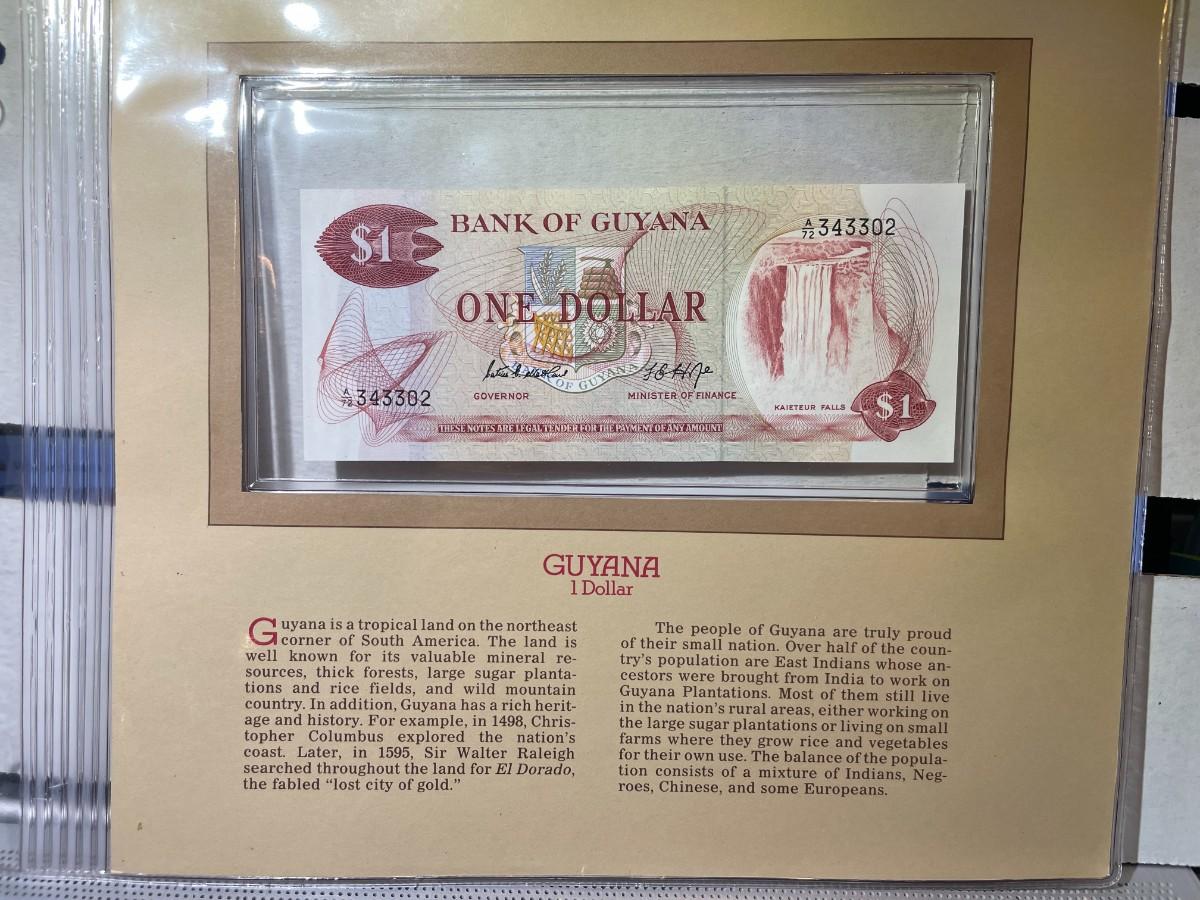 $1 BANK OF GUYANA A/72 343302
ONE DOLLAR
OF GUYANA
A/72 343302 GOVERNOR MINISTER OF FINANCE KAIETEUR FALLS $1
THESE NOTES ARE LEGAL TENDER FOR THE PAYMENT OF ANY AMOUNT
GUYANA
1 Dollar
Guyana is a tropical land on the northeast
corner of South America. The land is
well known for its valuable mineral re-
sources, thick forests, large sugar planta-
tions and rice fields, and wild mountain
country. In addition, Guyana has a rich herit-
age and history. For example, in 1498, Chris-
topher Columbus explored the nation's
coast. Later, in 1595, Sir Walter Raleigh
searched throughout the land for El Dorado,
the fabled "lost city of gold."
The people of Guyana are truly proud
of their small nation. Over half of the coun-
try's population are East Indians whose an-
cestors were brought from India to work on
Guyana Plantations. Most of them still live
in the nation's rural areas, either working on
the large sugar plantations or living on small
farms where they grow rice and vegetables
for their own use. The balance of the popula-
tion consists of a mixture of Indians, Neg-
roes, Chinese, and some Europeans.